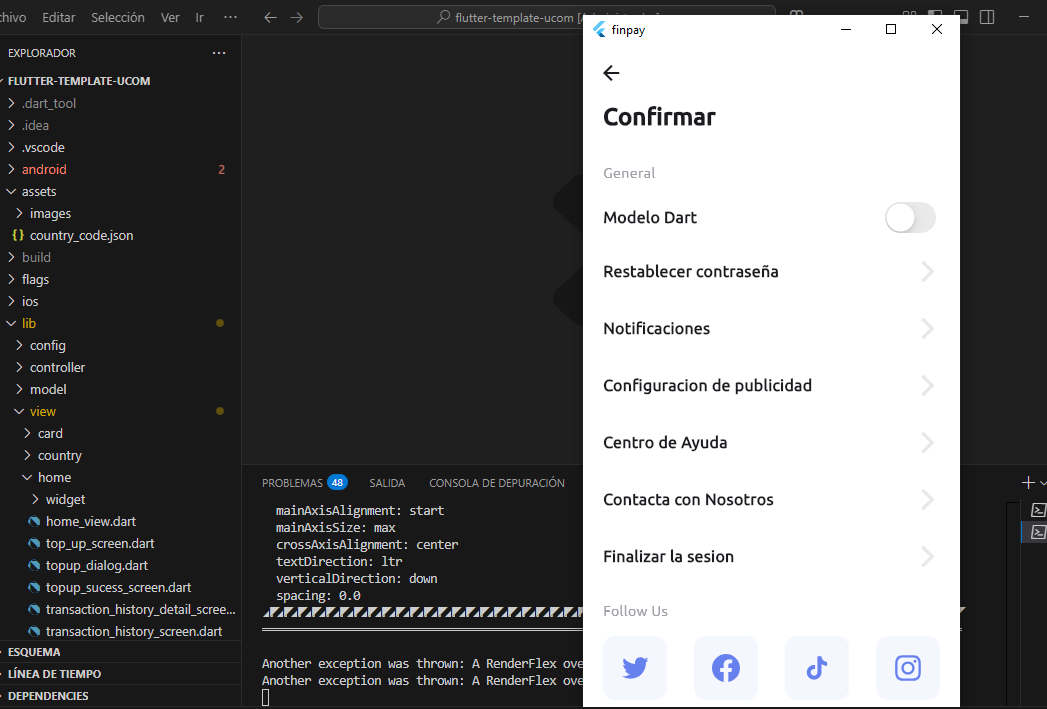 chivo Editar Selección Ver Ir ···
flutter-template-ucom
EXPLORADOR ···
FLUTTER-TEMPLATE-UCOM
.dart_tool
.idea
.vscode
android 2
assets
images
{} country_code.json
build
flags
ios
lib
config
controller
model
view
card
country
home
widget
home_view.dart
top_up_screen.dart
topup_dialog.dart
topup_sucess_screen.dart
transaction_history_detail_scree...
transaction_history_screen.dart
ESQUEMA
LÍNEA DE TIEMPO
DEPENDENCIES
PROBLEMAS 48 SALIDA CONSOLA DE DEPURACIÓN
mainAxisAlignment: start
mainAxisSize: max
crossAxisAlignment: center
textDirection: ltr
verticalDirection: down
spacing: 0.0
Another exception was thrown: A RenderFlex ove
Another exception was thrown: A RenderFlex ove
finpay
Confirmar
General
Modelo Dart
Restablecer contraseña
Notificaciones
Configuracion de publicidad
Centro de Ayuda
Contacta con Nosotros
Finalizar la sesion
Follow Us